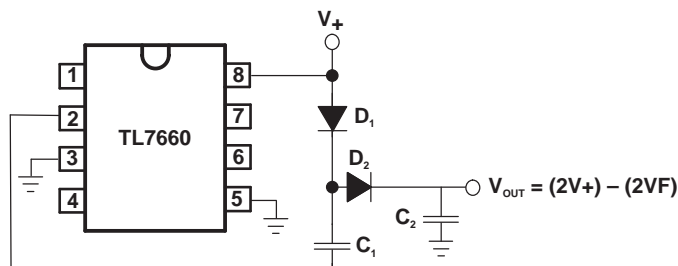 V+
1
8
2
7
TL7660
3
6
4
5
D1
D2
VOUT = (2V+) – (2VF)
C2
C1